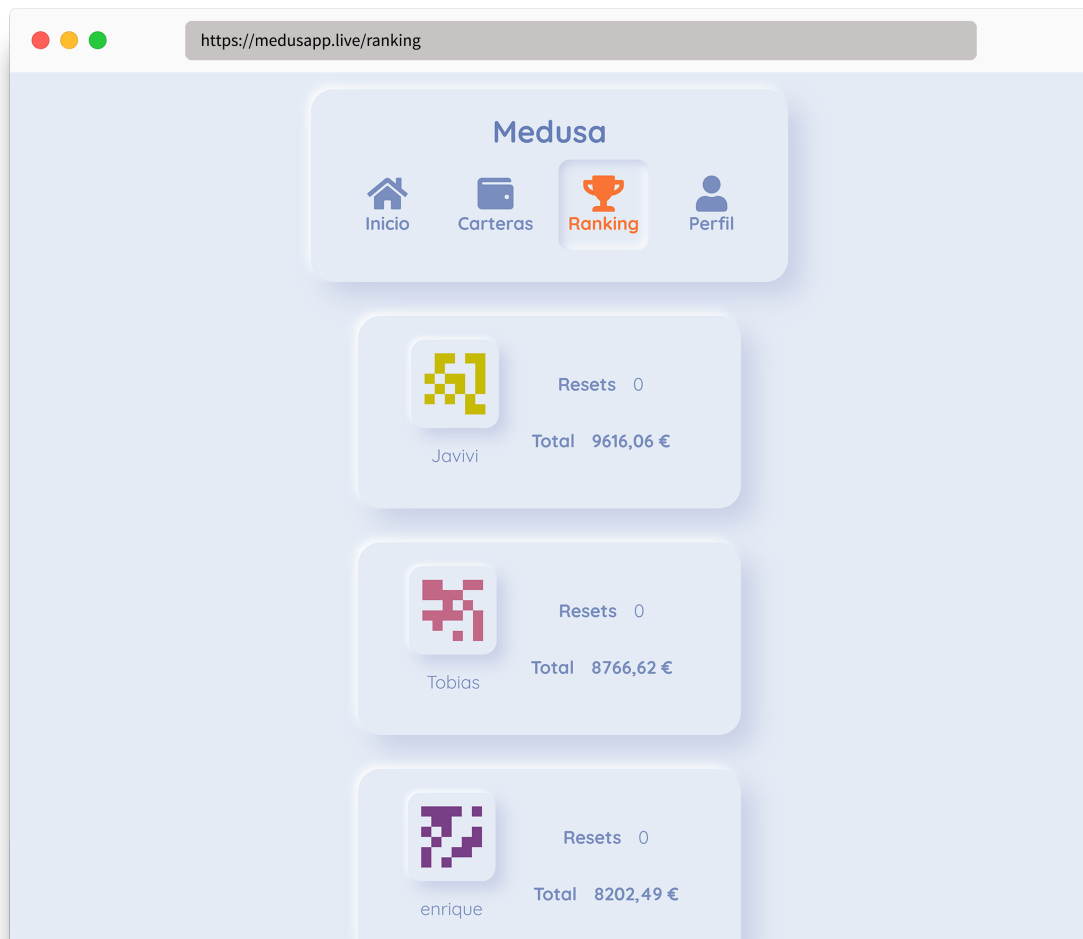 https://medusapp.live/ranking
Medusa
Inicio Carteras Ranking Perfil
Resets 0
Total 9616,06 €
Javivi
Resets 0
Total 8766,62 €
Tobias
Resets 0
Total 8202,49 €
enrique